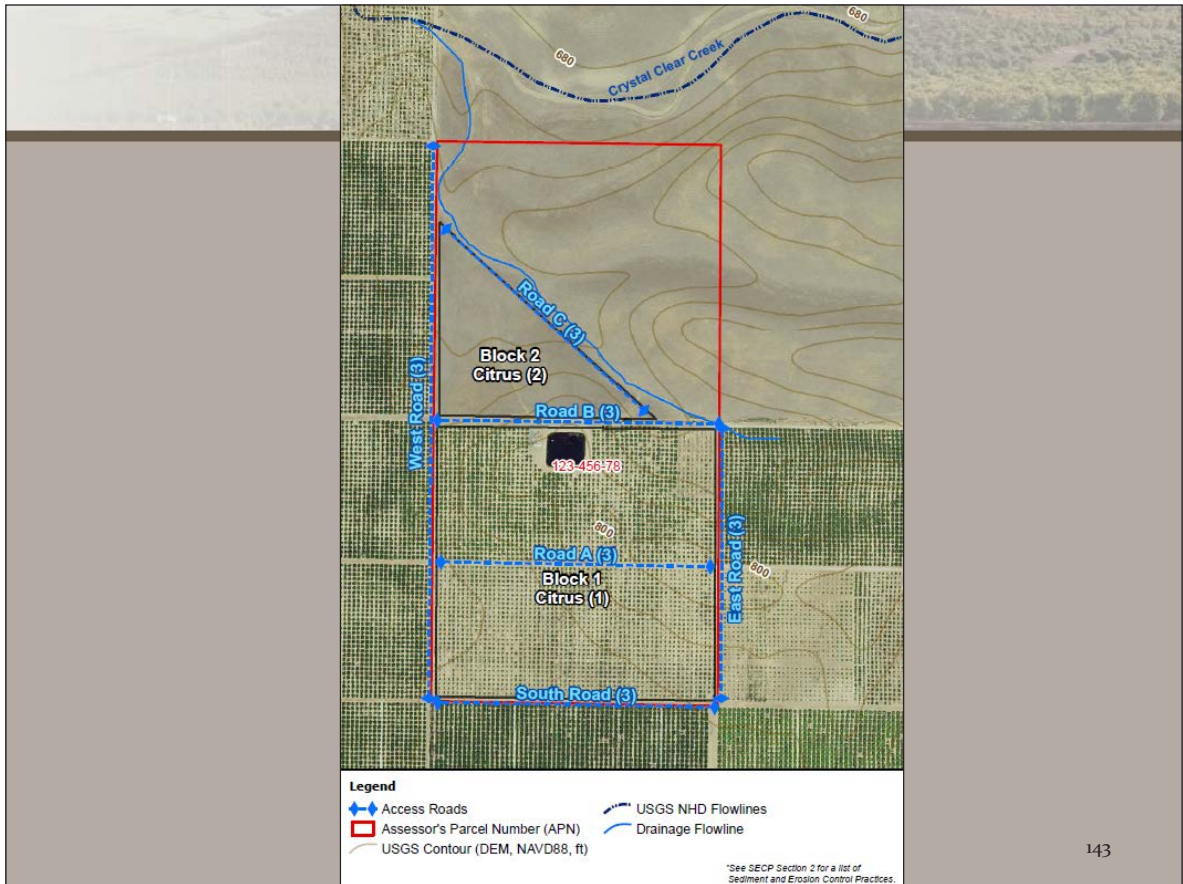 680
680
Crystal Clear Creek
Road C (3)
Block 2
Citrus (2)
West Road (3)
Road B (3)
123-456-78
800
Road A (3)
800
Block 1
Citrus (1)
East Road (3)
South Road (3)
Legend
Access Roads
Assessor's Parcel Number (APN)
USGS Contour (DEM, NAVD88, ft)
USGS NHD Flowlines
Drainage Flowline
*See SECP Section 2 for a list of
Sediment and Erosion Control Practices.
143